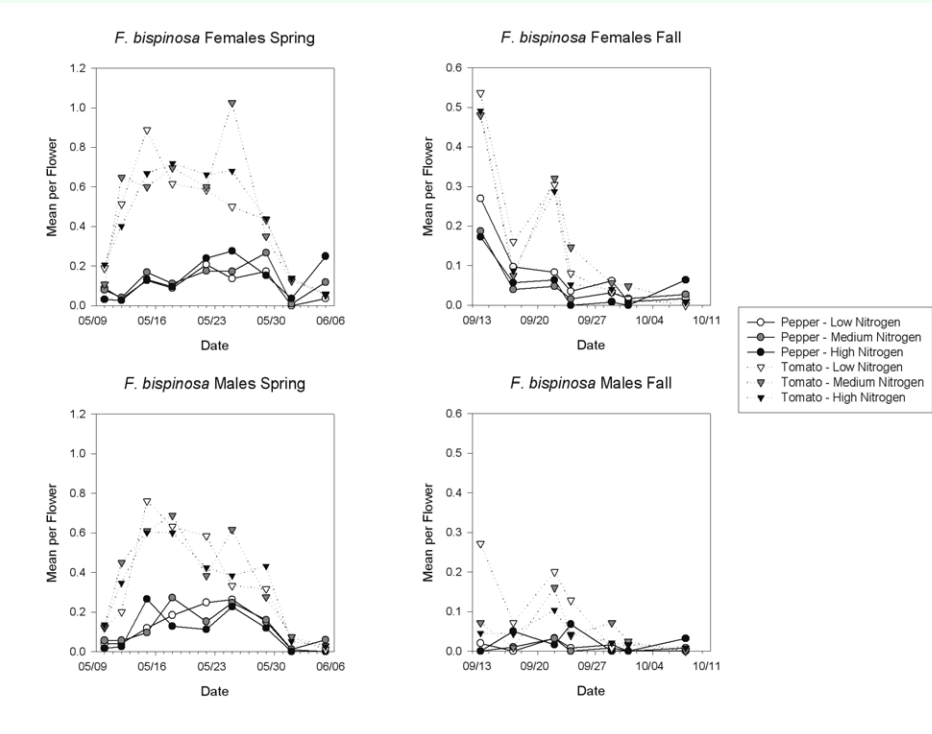 F. bispinosa Females Spring
1.2
1.0
0.8
0.6
0.4
0.2
0.0
Mean per Flower
05/09 05/16 05/23 05/30 06/06
Date
F. bispinosa Females Fall
0.6
0.5
0.4
0.3
0.2
0.1
0.0
Mean per Flower
09/13 09/20 09/27 10/04 10/11
Date
Pepper - Low Nitrogen
Pepper - Medium Nitrogen
Pepper - High Nitrogen
Tomato - Low Nitrogen
Tomato - Medium Nitrogen
Tomato - High Nitrogen
F. bispinosa Males Spring
1.2
1.0
0.8
0.6
0.4
0.2
0.0
Mean per Flower
05/09 05/16 05/23 05/30 06/06
Date
F. bispinosa Males Fall
0.6
0.5
0.4
0.3
0.2
0.1
0.0
Mean per Flower
09/13 09/20 09/27 10/04 10/11
Date